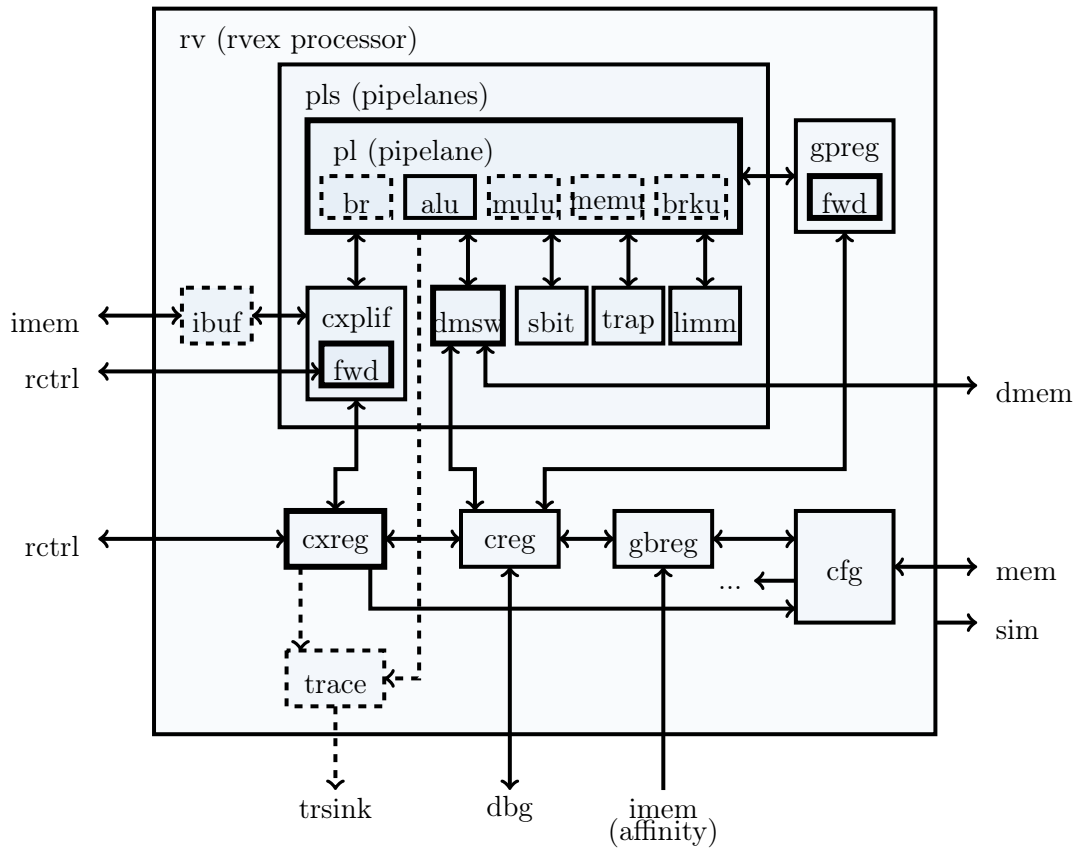 rv (rvex processor)
pls (pipelanes)
pl (pipelane)
gpreg
br
alu
mulu
memu
brku
fwd
imem
ibuf
cxplif
dmsw
sbit
trap
limm
rctrl
fwd
dmem
rctrl
cxreg
creg
gbreg
cfg
mem
...
sim
trace
trsink
dbg
imem
(affinity)